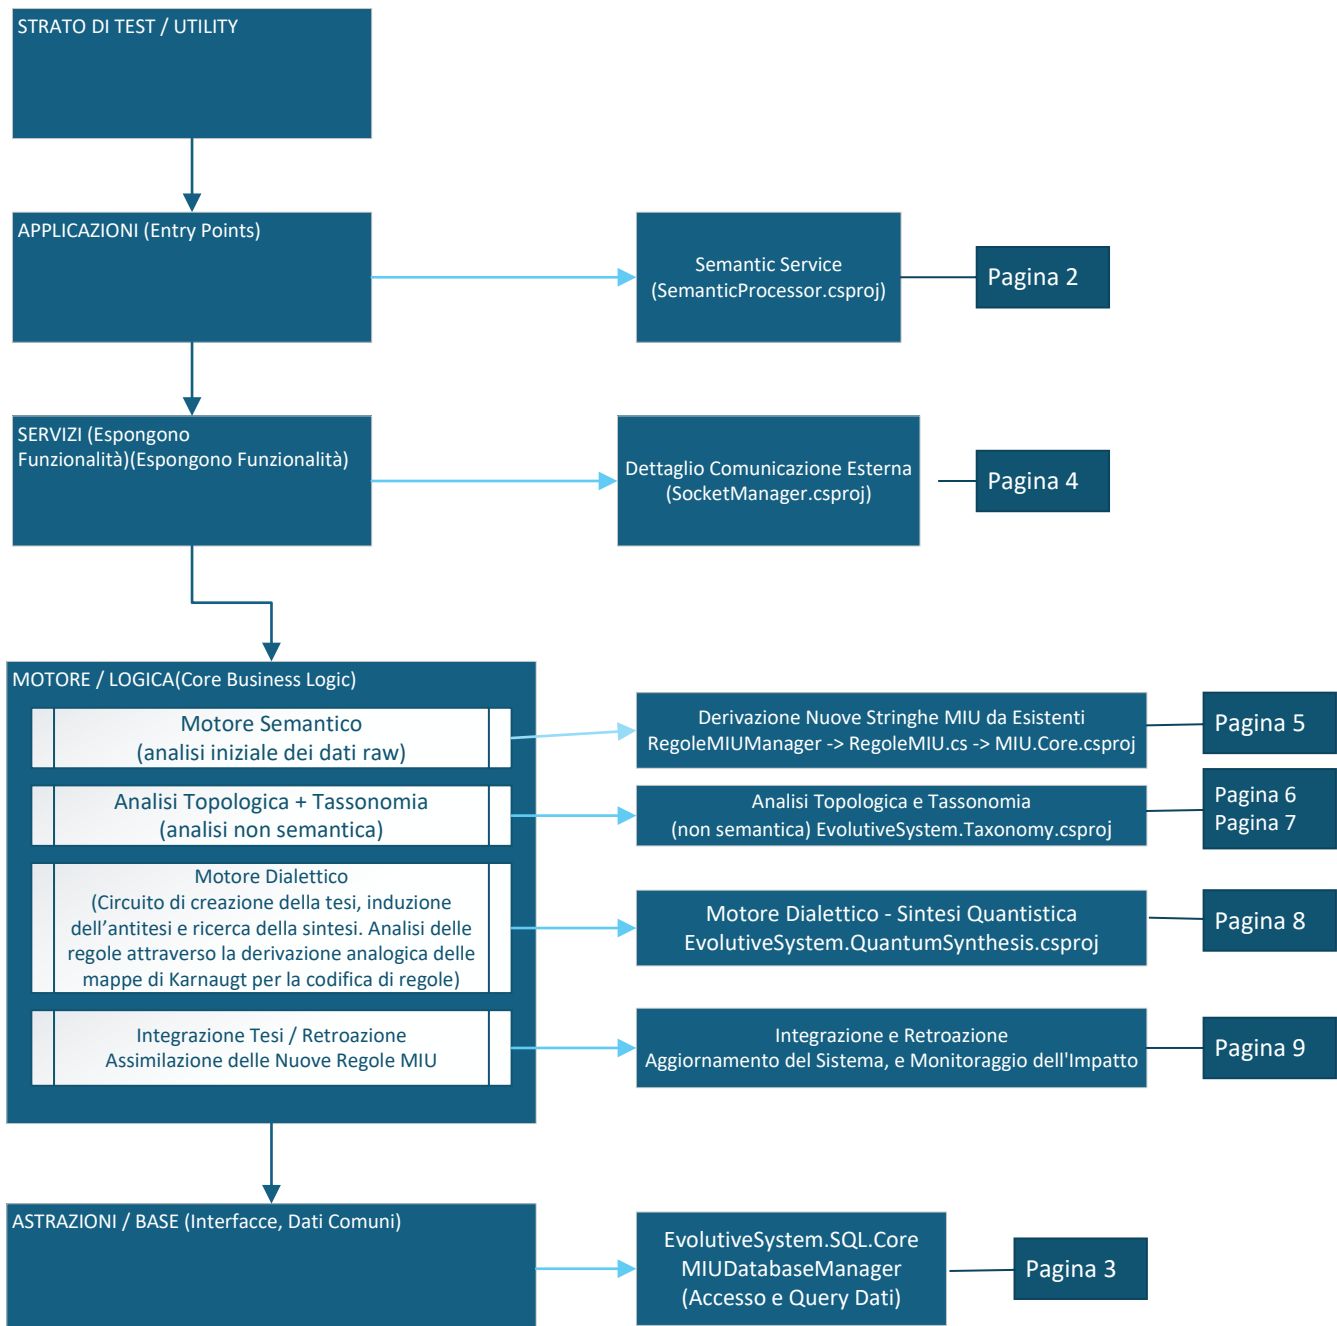 STRATO DI TEST / UTILITY
APPLICAZIONI (Entry Points)
Semantic Service
(SemanticProcessor.csproj)
Pagina 2
SERVIZI (Espongono
Funzionalità)(Espongono Funzionalità)
Dettaglio Comunicazione Esterna
(SocketManager.csproj)
Pagina 4
MOTORE / LOGICA(Core Business Logic)
Motore Semantico
(analisi iniziale dei dati raw)
Derivazione Nuove Stringhe MIU da Esistenti
RegoleMIUManager -> RegoleMIU.cs -> MIU.Core.csproj
Pagina 5
Analisi Topologica + Tassonomia
(analisi non semantica)
Analisi Topologica e Tassonomia
(non semantica) EvolutiveSystem.Taxonomy.csproj
Pagina 6
Pagina 7
Motore Dialettico
(Circuito di creazione della tesi, induzione
dell’antitesi e ricerca della sintesi. Analisi delle
regole attraverso la derivazione analogica delle
mappe di Karnaugt per la codifica di regole)
Motore Dialettico - Sintesi Quantistica
EvolutiveSystem.QuantumSynthesis.csproj
Pagina 8
Integrazione Tesi / Retroazione
Assimilazione delle Nuove Regole MIU
Integrazione e Retroazione
Aggiornamento del Sistema, e Monitoraggio dell'Impatto
Pagina 9
ASTRAZIONI / BASE (Interfacce, Dati Comuni)
EvolutiveSystem.SQL.Core
MIUDatabaseManager
(Accesso e Query Dati)
Pagina 3